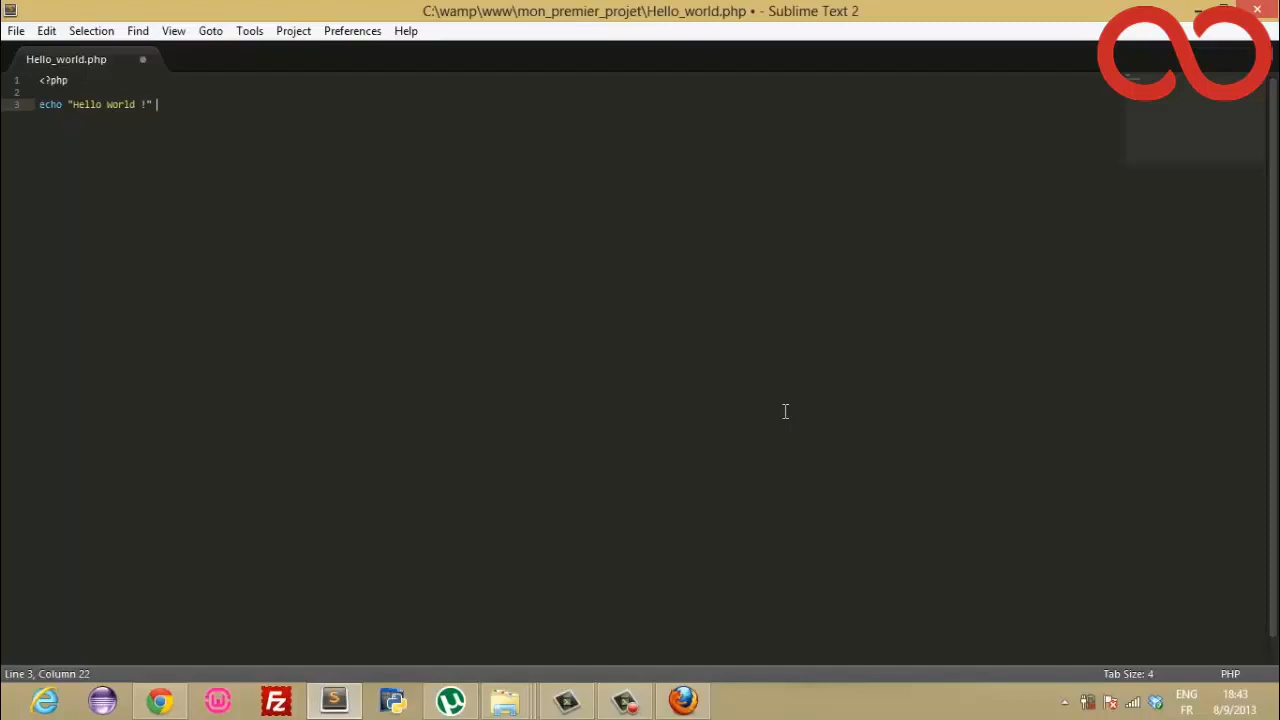 C:\wamp\www\mon_premier_projet\Hello_world.php • - Sublime Text 2
File Edit Selection Find View Goto Tools Project Preferences Help
Hello_world.php
1 <?php
2
3 echo "Hello World !"
Line 3, Column 22 Tab Size: 4 PHP
ENG 18:43
FR 8/9/2013